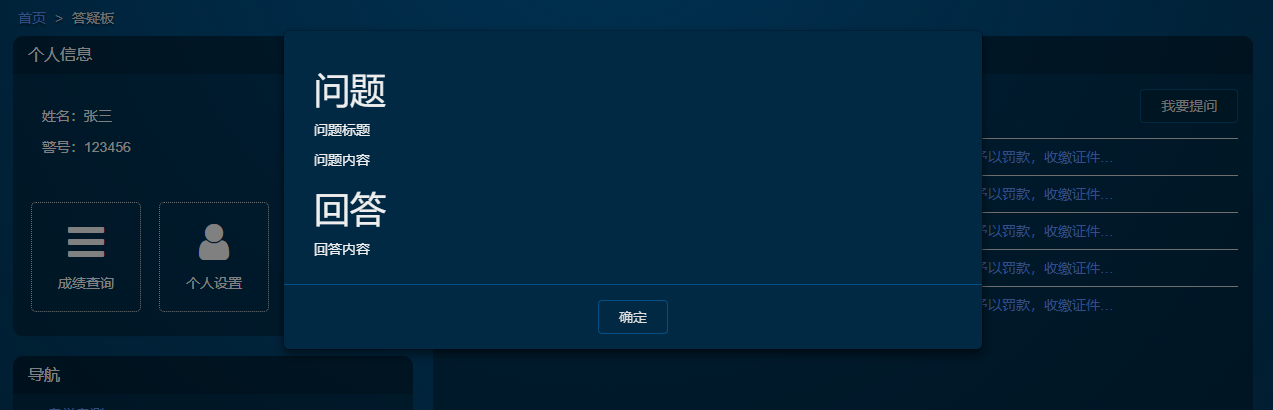 首页 > 答疑板
个人信息
姓名：张三
警号：123456
成绩查询
个人设置
导航
问题
问题标题
问题内容
回答
回答内容
确定
我要提问
予以罚款，收缴证件...
予以罚款，收缴证件...
予以罚款，收缴证件...
予以罚款，收缴证件...
予以罚款，收缴证件...